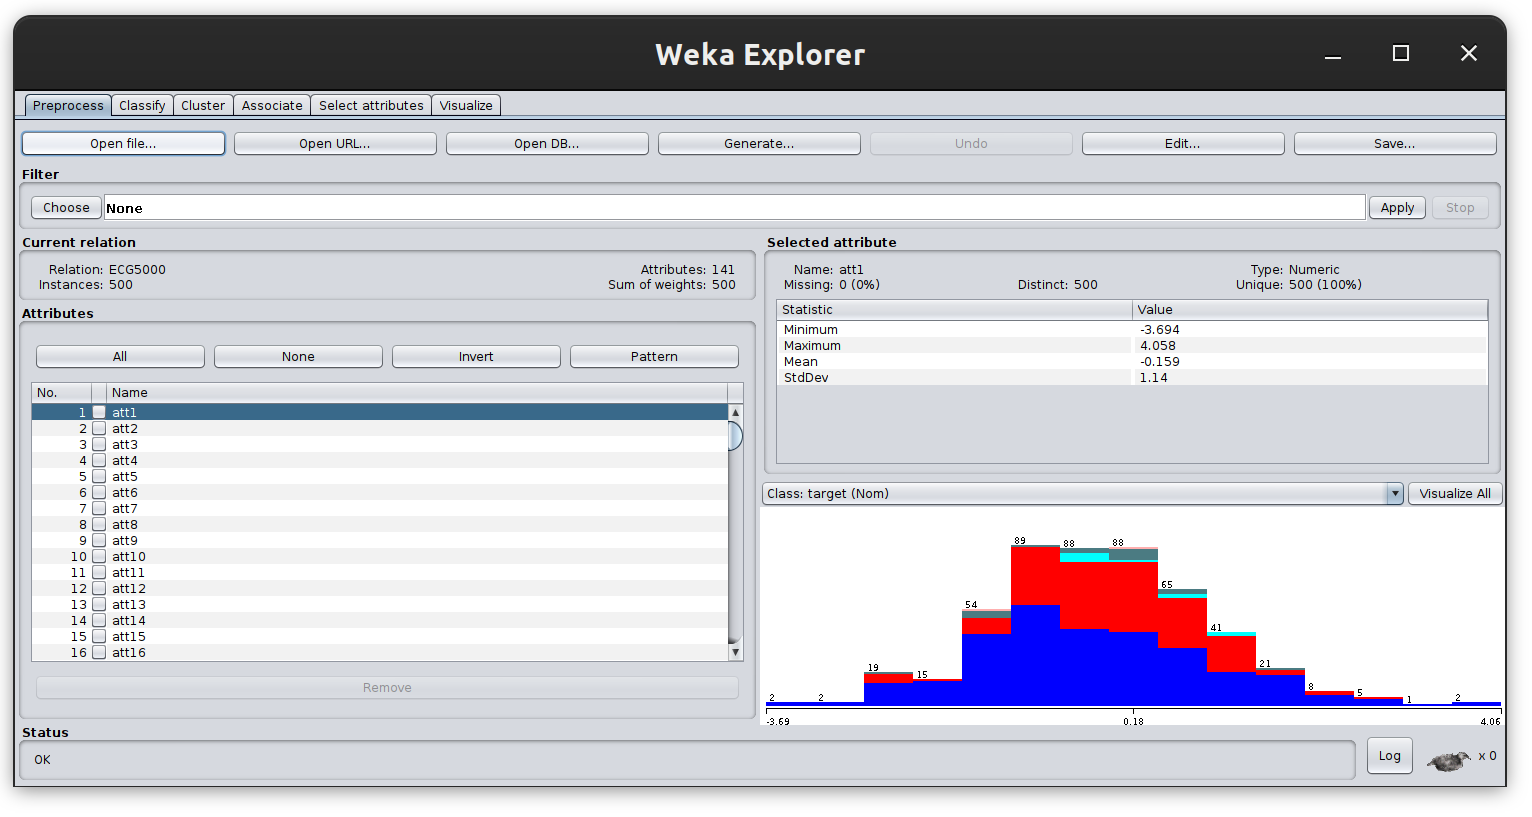 Weka Explorer
Preprocess Classify Cluster Associate Select attributes Visualize
Open file... Open URL... Open DB... Generate... Undo Edit... Save...
Filter
Choose None Apply Stop
Current relation
Relation: ECG5000 Attributes: 141
Instances: 500 Sum of weights: 500
Attributes
All None Invert Pattern
No. Name
1 att1
2 att2
3 att3
4 att4
5 att5
6 att6
7 att7
8 att8
9 att9
10 att10
11 att11
12 att12
13 att13
14 att14
15 att15
16 att16
Remove
Selected attribute
Name: att1 Type: Numeric
Missing: 0 (0%) Distinct: 500 Unique: 500 (100%)
Statistic Value
Minimum -3.694
Maximum 4.058
Mean -0.159
StdDev 1.14
Class: target (Nom) Visualize All
2 2 19 15 54 89 88 88 65 41 21 8 5 1 2
-3.69 0.18 4.06
Status
OK Log x 0